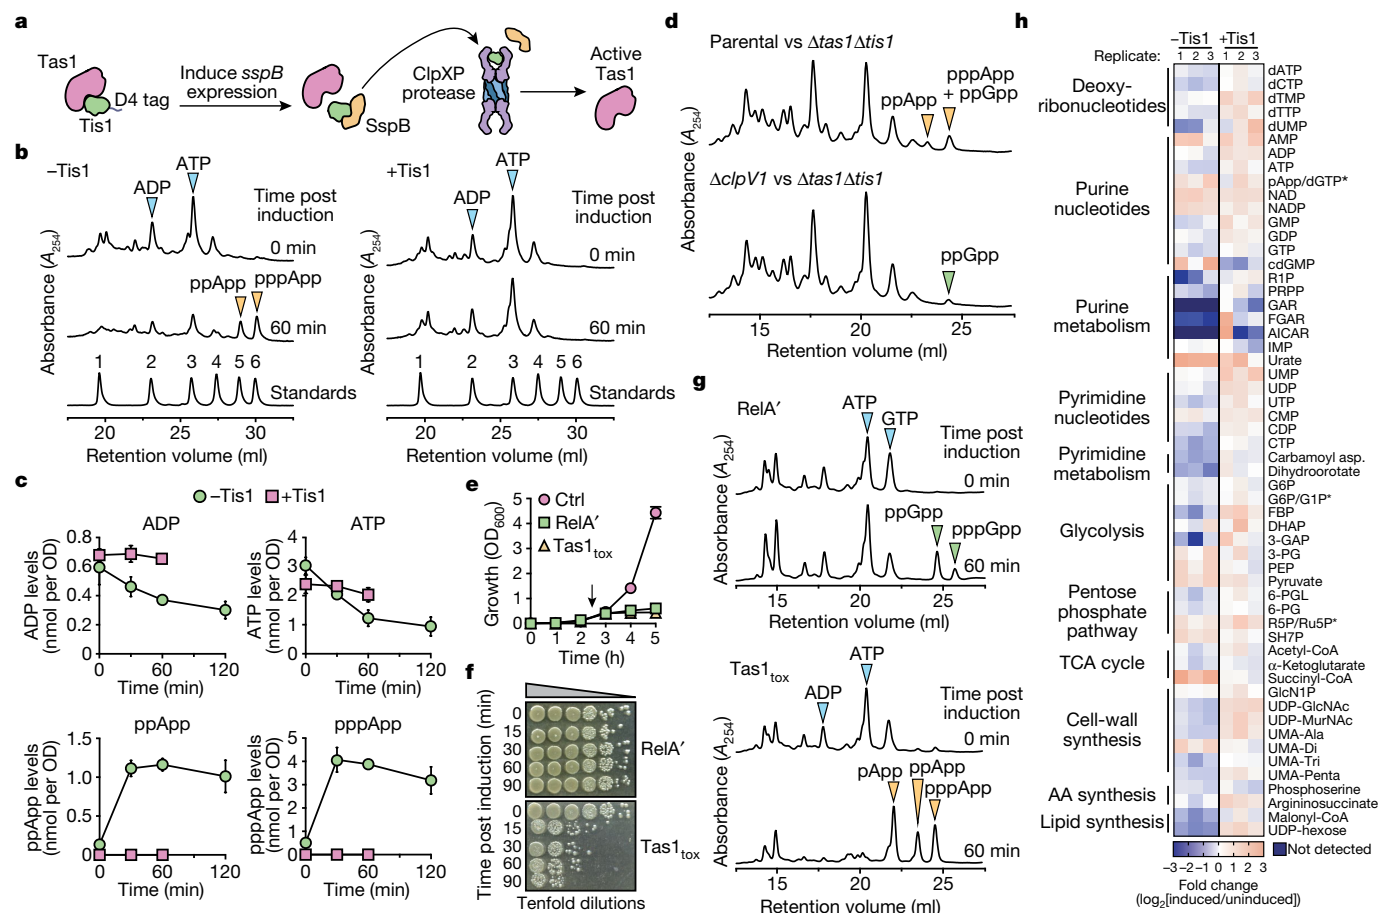 a
Tas1
D4 tag
Tis1
Induce sspB
expression
SspB
ClpXP
protease
Active
Tas1
b
–Tis1
ADP
ATP
Time post
induction
0 min
ppApp
pppApp
60 min
1 2 3 4 5 6
Standards
20 25 30
Retention volume (ml)
Absorbance (A254)
+Tis1
ADP
ATP
Time post
induction
0 min
60 min
1 2 3 4 5 6
Standards
20 25 30
Retention volume (ml)
Absorbance (A254)
c
–Tis1 +Tis1
ADP
ADP levels
(nmol per OD)
0.8
0.6
0.4
0.2
0
0 60 120
Time (min)
ATP
ATP levels
(nmol per OD)
4
3
2
1
0
0 60 120
Time (min)
ppApp
ppApp levels
(nmol per OD)
1.5
1.0
0.5
0
0 60 120
Time (min)
pppApp
pppApp levels
(nmol per OD)
5
4
3
2
1
0
0 60 120
Time (min)
d
Parental vs Δtas1Δtis1
ppApp
pppApp
+ ppGpp
Absorbance (A254)
ΔclpV1 vs Δtas1Δtis1
ppGpp
15 20 25
Retention volume (ml)
e
Ctrl
RelA′
Tas1tox
Growth (OD600)
5
4
3
2
1
0
0 1 2 3 4 5
Time (h)
f
Time post induction (min)
0
15
30
60
90
RelA′
0
15
30
60
90
Tas1tox
Tenfold dilutions
g
RelA′
ATP
GTP
Time post
induction
0 min
ppGpp
pppGpp
60 min
Absorbance (A254)
15 20 25
Retention volume (ml)
Tas1tox
ADP
ATP
Time post
induction
0 min
pApp
ppApp
pppApp
60 min
Absorbance (A254)
15 20 25
Retention volume (ml)
h
–Tis1 +Tis1
Replicate: 1 2 3 1 2 3
Deoxy-
ribonucleotides
dATP
dCTP
dTMP
dTTP
dUMP
Purine
nucleotides
AMP
ADP
ATP
pApp/dGTP*
NAD
NADP
GMP
GDP
GTP
cdGMP
Purine
metabolism
R1P
PRPP
GAR
FGAR
AICAR
IMP
Urate
Pyrimidine
nucleotides
UMP
UDP
UTP
CMP
CDP
CTP
Pyrimidine
metabolism
Carbamoyl asp.
Dihydroorotate
Glycolysis
G6P
G6P/G1P*
FBP
DHAP
3-GAP
3-PG
PEP
Pyruvate
Pentose
phosphate
pathway
6-PGL
6-PG
R5P/Ru5P*
SH7P
TCA cycle
Acetyl-CoA
α-Ketoglutarate
Succinyl-CoA
Cell-wall
synthesis
GlcN1P
UDP-GlcNAc
UDP-MurNAc
UMA-Ala
UMA-Di
UMA-Tri
UMA-Penta
AA synthesis
Phosphoserine
Argininosuccinate
Lipid synthesis
Malonyl-CoA
UDP-hexose
Not detected
–3 –2 –1 0 1 2 3
Fold change
(log2[induced/uninduced])